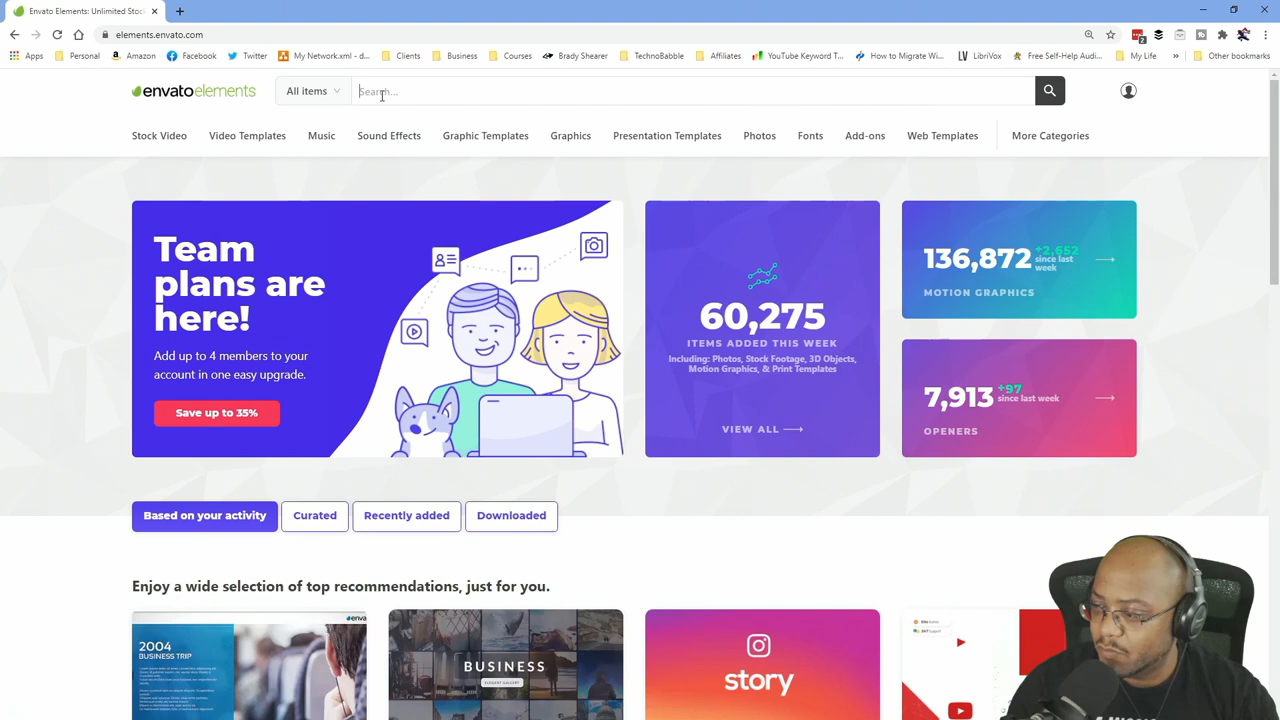 Envato Elements: Unlimited Stoc
elements.envato.com
Apps
Personal
Amazon
Facebook
Twitter
My Network.xml - d...
Clients
Business
Courses
Brady Shearer
TechnoBabble
Affiliates
YouTube Keyword T...
How to Migrate Wi...
LibriVox
Free Self-Help Audi...
My Life
Other bookmarks
envatoelements
All items
Search...
Stock Video
Video Templates
Music
Sound Effects
Graphic Templates
Graphics
Presentation Templates
Photos
Fonts
Add-ons
Web Templates
More Categories
Team
plans are
here!
Add up to 4 members to your
account in one easy upgrade.
Save up to 35%
60,275
ITEMS ADDED THIS WEEK
Including: Photos, Stock Footage, 3D Objects,
Motion Graphics, & Print Templates
VIEW ALL
136,872
+2,652
since last
week
MOTION GRAPHICS
7,913
+97
since last week
OPENERS
Based on your activity
Curated
Recently added
Downloaded
Enjoy a wide selection of top recommendations, just for you.
enva
2004
BUSINESS TRIP
BUSINESS
ELEGANT GALLERY
story